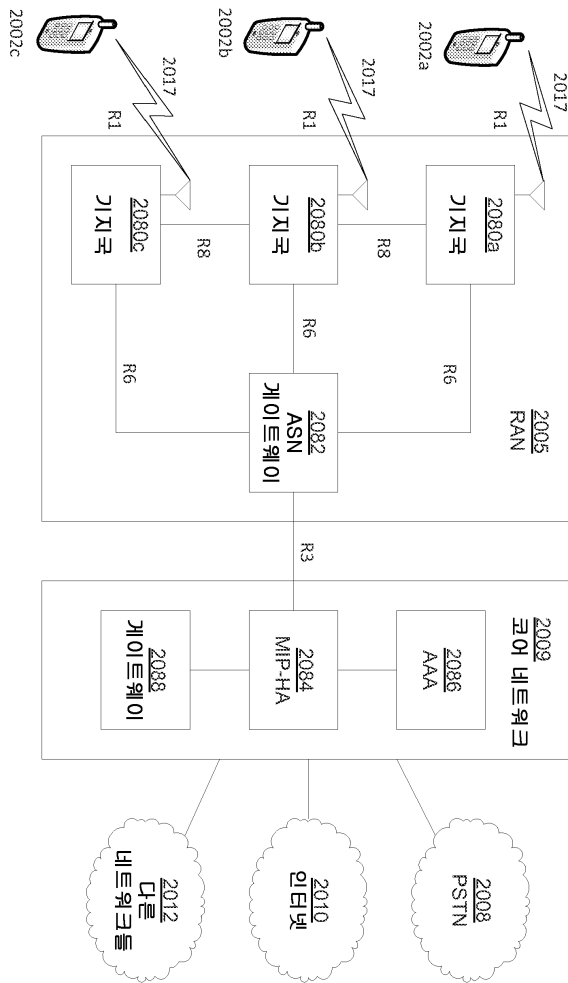 2005
RAN
2009
코어 네트워크
2017
2002a
R1
2080a
기지국
R6
2086
AAA
2008
PSTN
R8
2017
2002b
R1
2080b
기지국
R6
2082
ASN
게이트웨이
R3
2084
MIP-HA
2010
인터넷
R8
2017
2002c
R1
2080c
기지국
R6
2088
게이트웨이
2012
다른
네트워크들